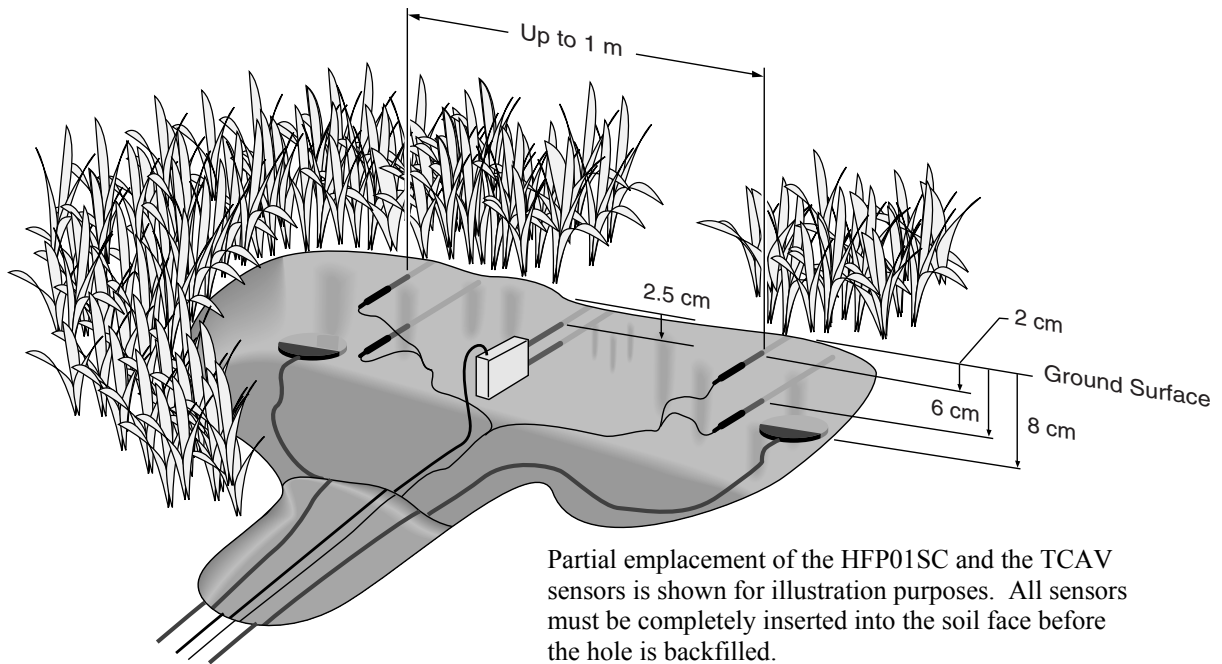 Up to 1 m
2.5 cm
2 cm
Ground Surface
6 cm
8 cm
Partial emplacement of the HFP01SC and the TCAV
sensors is shown for illustration purposes.  All sensors
must be completely inserted into the soil face before
the hole is backfilled.